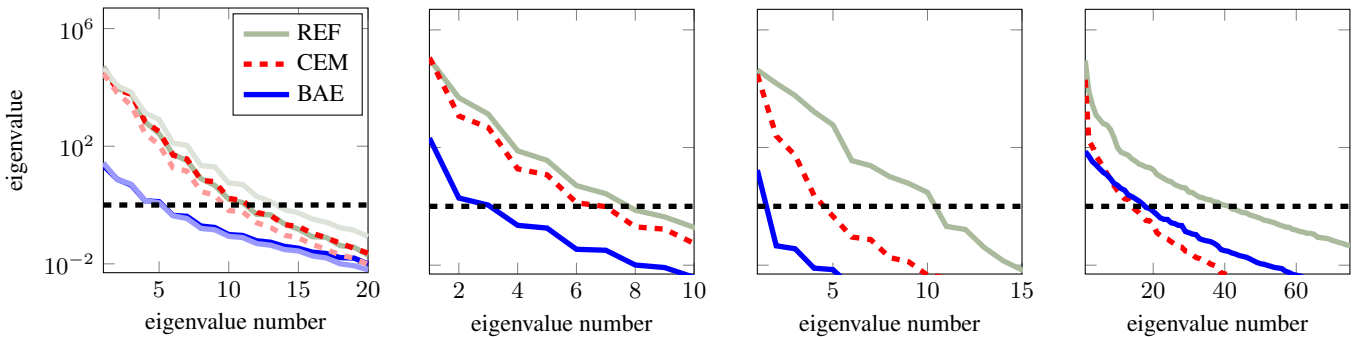 10^6
10^2
10^−2
eigenvalue
REF
CEM
BAE
5 10 15 20
eigenvalue number
2 4 6 8 10
eigenvalue number
5 10 15
eigenvalue number
20 40 60
eigenvalue number